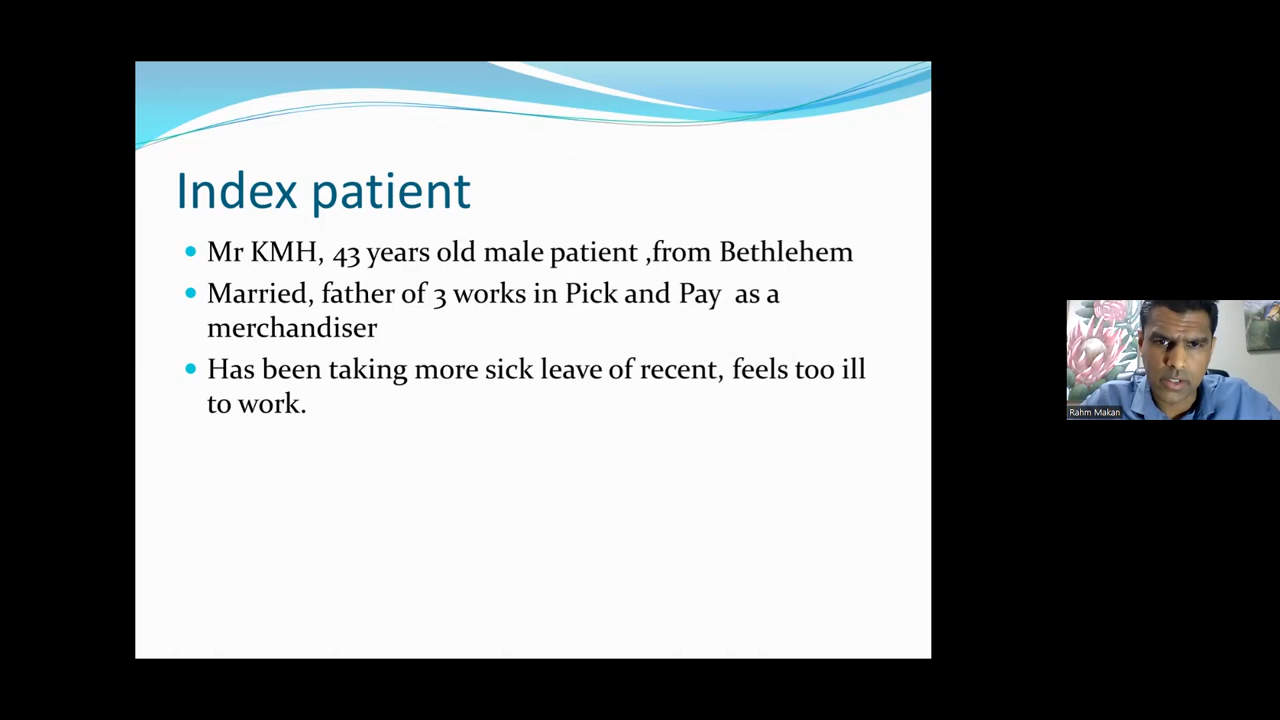 Index patient
Mr KMH, 43 years old male patient ,from Bethlehem
Married, father of 3 works in Pick and Pay  as a
merchandiser
Has been taking more sick leave of recent, feels too ill
to work.
Rahm Makan